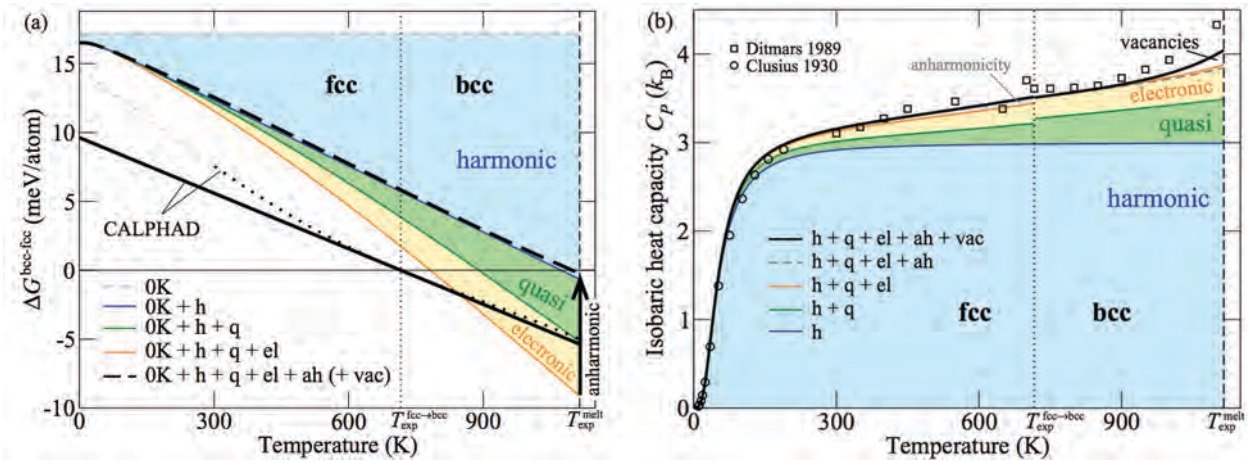 (a)
15
10
5
0
-5
-10
ΔG^bcc-fcc (meV/atom)
fcc
bcc
harmonic
CALPHAD
quasi
electronic
anharmonic
0K
0K + h
0K + h + q
0K + h + q + el
0K + h + q + el + ah (+ vac)
0
300
600
T_exp^fcc→bcc
900
T_exp^melt
Temperature (K)
(b)
4
3
2
1
0
Isobaric heat capacity C_P (k_B)
Ditmars 1989
Clusius 1930
anharmonicity
vacancies
electronic
quasi
harmonic
h + q + el + ah + vac
h + q + el + ah
h + q + el
h + q
h
fcc
bcc
0
300
600
T_exp^fcc→bcc
900
T_exp^melt
Temperature (K)